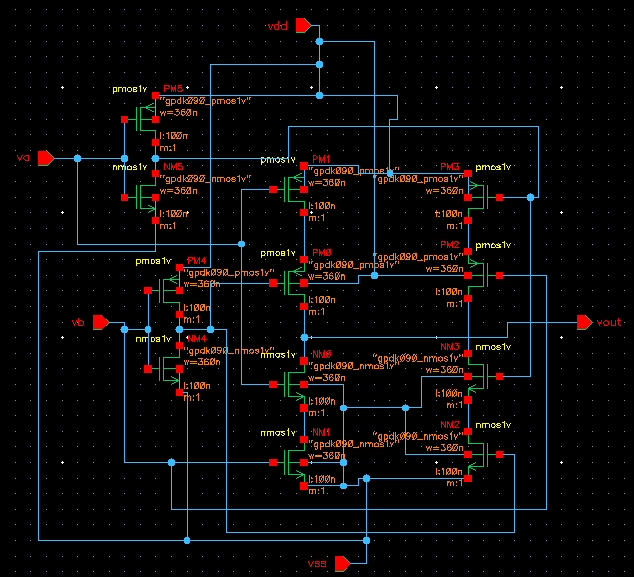 vdd
pmos1v PM5
"gpdk090_pmos1v"
w=360n
l:100n
m:1
va
nmos1v NM5
"gpdk090_nmos1v"
w=360n
l:100n
m:1
pmos1v PM1
"gpdk090_pmos1v"
w=360n
l:100n
m:1
PM3 pmos1v
"gpdk090_pmos1v"
w=360n
l:100n
m:1
pmos1v PM4
"gpdk090_pmos1v"
w=360n
l:100n
m:1
pmos1v PM0
"gpdk090_pmos1v"
w=360n
l:100n
m:1
PM2 pmos1v
"gpdk090_pmos1v"
w=360n
l:100n
m:1
vb
vout
nmos1v NM4
"gpdk090_nmos1v"
w=360n
l:100n
m:1
nmos1v NM0
"gpdk090_nmos1v"
w=360n
l:100n
m:1
NM3 nmos1v
"gpdk090_nmos1v"
w=360n
l:100n
m:1
nmos1v NM1
"gpdk090_nmos1v"
w=360n
l:100n
m:1
NM2 nmos1v
"gpdk090_nmos1v"
w=360n
l:100n
m:1
vss